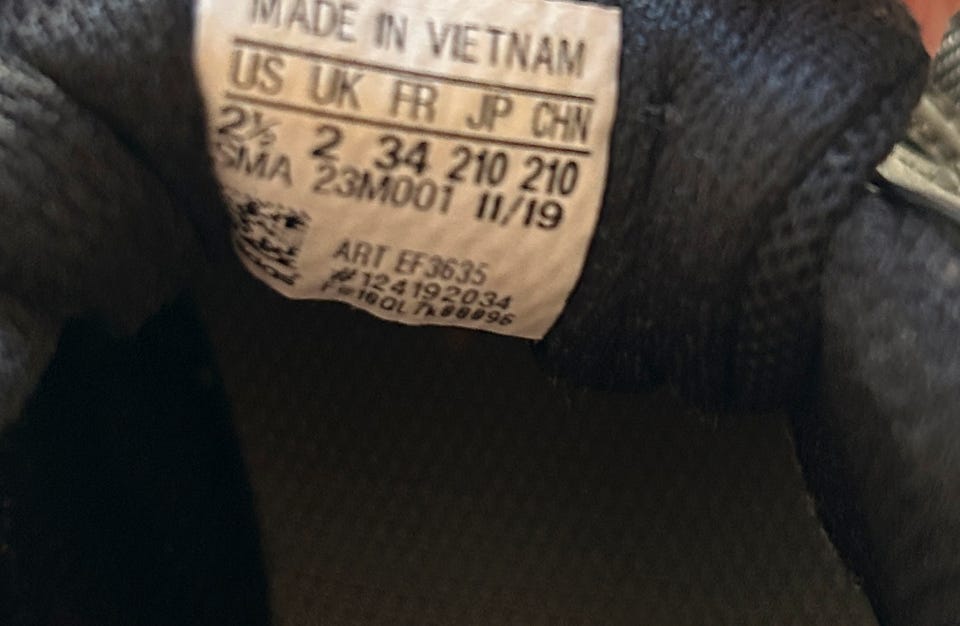 MADE IN VIETNAM
US UK FR JP CHN
2½ 2 34 210 210
SMA 23M001 11/19
ART EF3635
#124192034